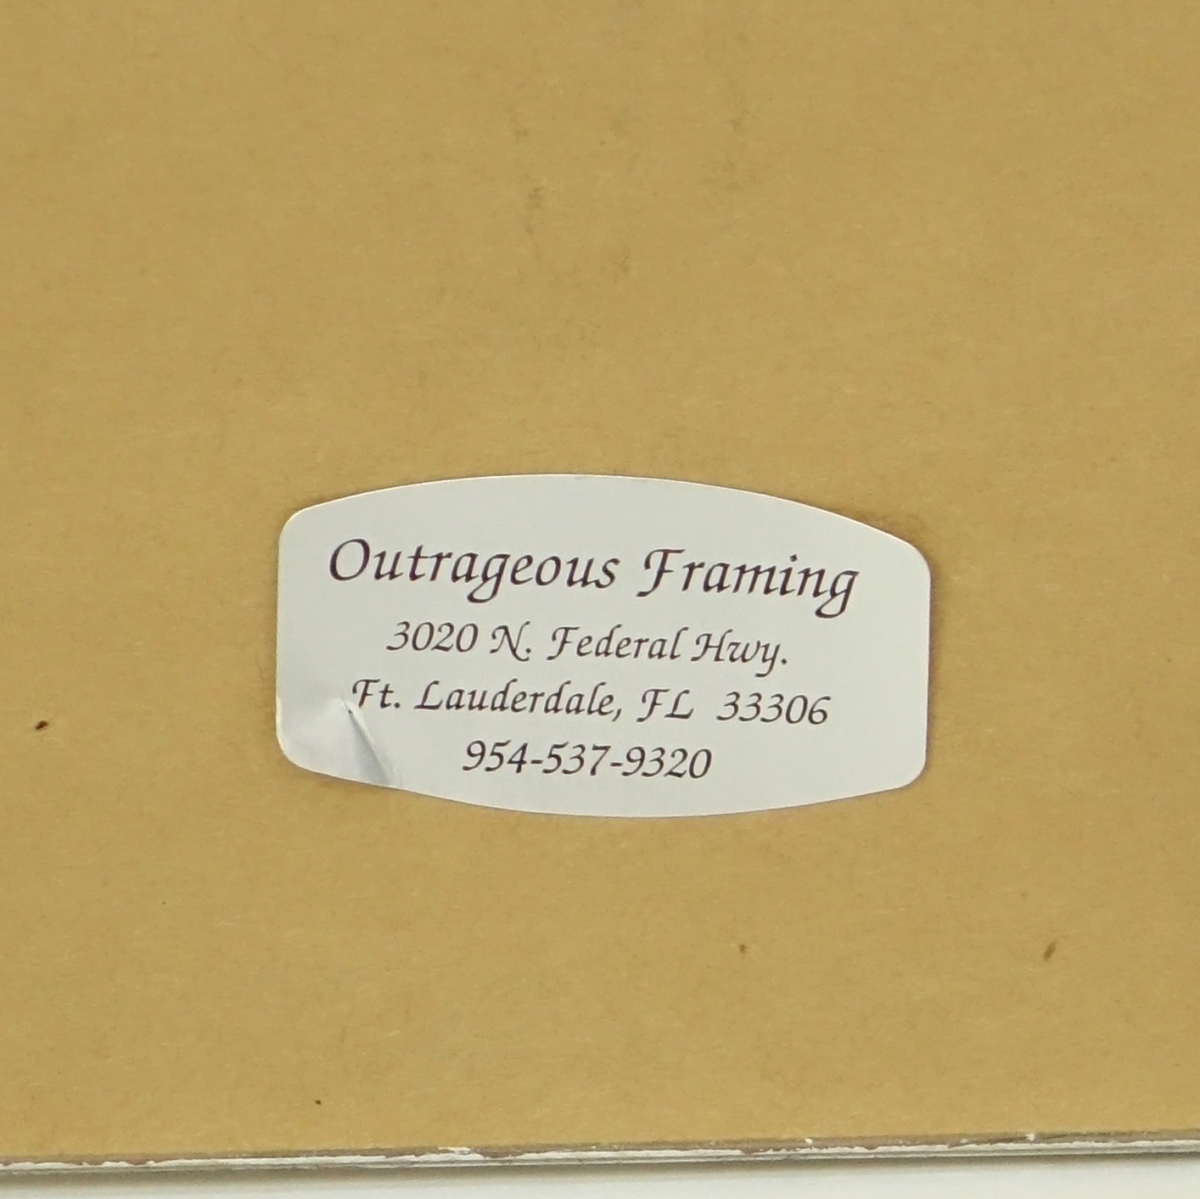 Outrageous Framing
3020 N. Federal Hwy.
Ft. Lauderdale, FL 33306
954-537-9320